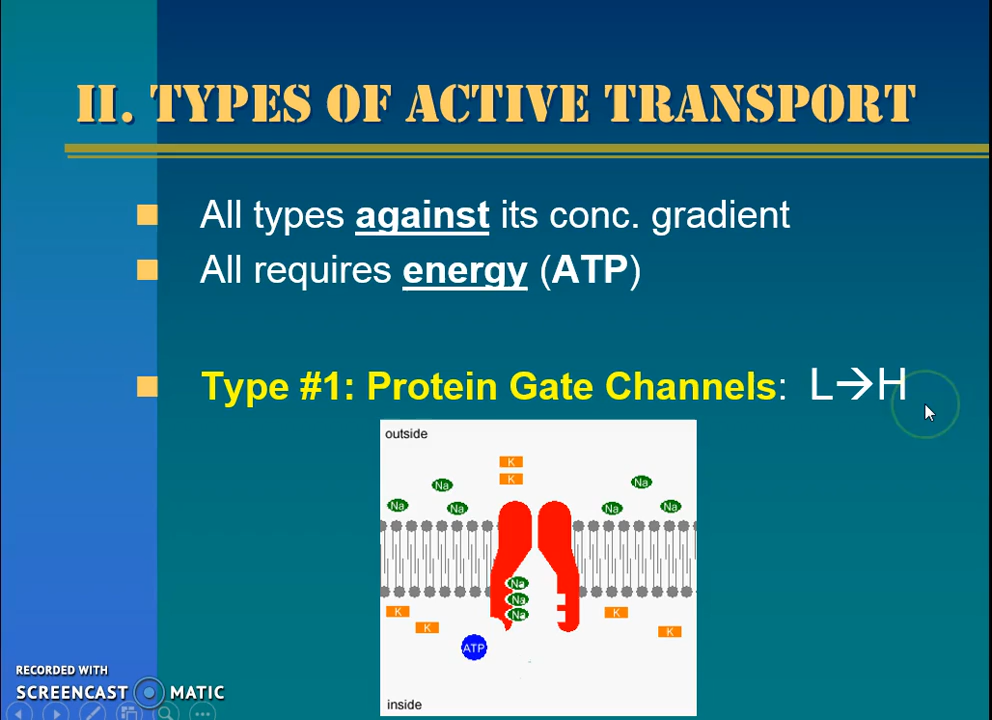 II. TYPES OF ACTIVE TRANSPORT
All types against its conc. gradient
All requires energy (ATP)
Type #1: Protein Gate Channels: L→H
outside
K
K
Na
Na
Na
Na
Na
Na
Na
Na
Na
K
K
K
K
ATP
inside
RECORDED WITH
SCREENCAST MATIC